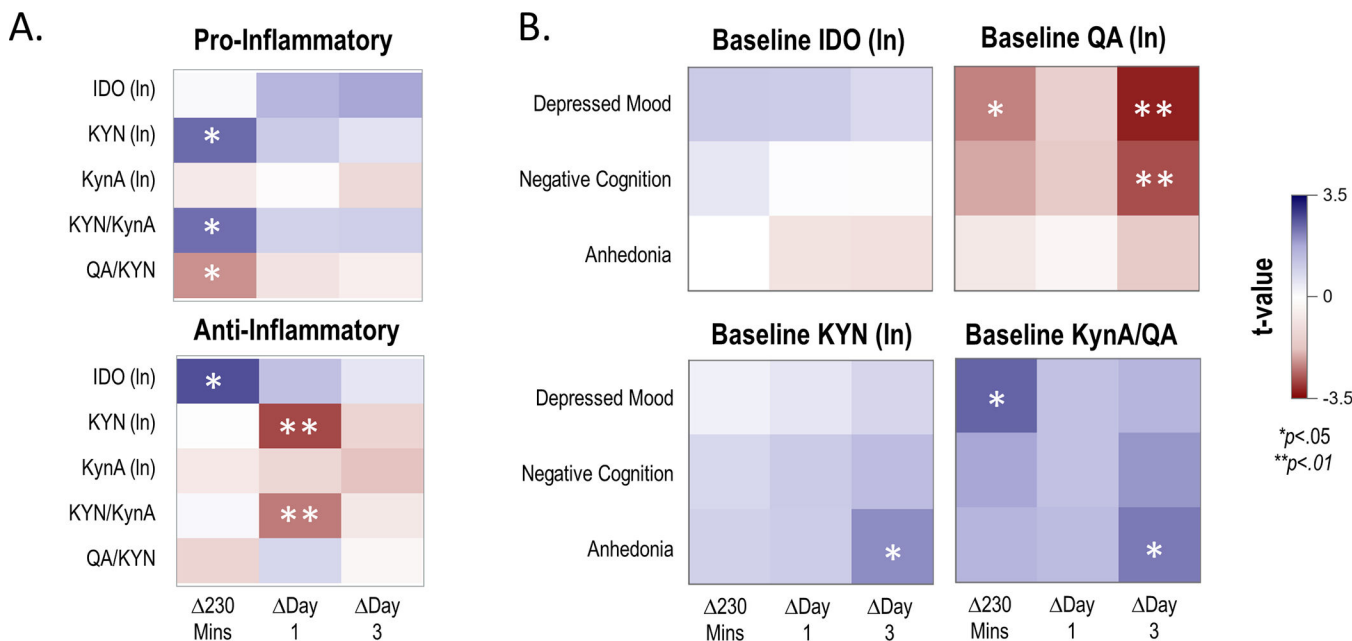 A.
Pro-Inflammatory
IDO (ln)
KYN (ln)
*
KynA (ln)
KYN/KynA
*
QA/KYN
*
Anti-Inflammatory
IDO (ln)
*
KYN (ln)
**
KynA (ln)
KYN/KynA
**
QA/KYN
Δ230 Mins
ΔDay 1
ΔDay 3
B.
Baseline IDO (ln)
Baseline QA (ln)
Depressed Mood
*
**
Negative Cognition
**
Anhedonia
Baseline KYN (ln)
Baseline KynA/QA
Depressed Mood
*
Negative Cognition
Anhedonia
*
*
Δ230 Mins
ΔDay 1
ΔDay 3
Δ230 Mins
ΔDay 1
ΔDay 3
3.5
0
-3.5
t-value
*p<.05
**p<.01